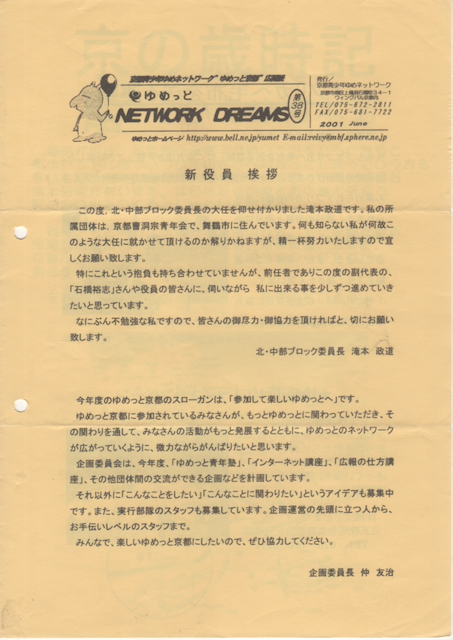 京都青少年ゆめネットワーク"ゆめっと京都"広報誌
@ゆめっと
NETWORK DREAMS
第38号
ゆめっとホームページ http://www.bell.ne.jp/yumet E-mail:reivy@mbf.sphere.ne.jp
発行/
京都青少年ゆめネットワーク
TEL/075-672-2811
FAX/075-681-7722
2001 June
新役員 挨拶
この度,北・中部ブロック委員長の大任を仰せ付かりました滝本政道です。私の所
属団体は、京都曹洞宗青年会で、舞鶴市に住んでいます。何も知らない私が何故こ
のような大任に就かせて頂けるのか解りかねますが、精一杯努力いたしますので宜
しくお願い致します。
特にこれという抱負も持ち合わせていませんが、前任者でありこの度の副代表の、
「石橋裕志」さんや役員の皆さんに、伺いながら 私に出来る事を少しずつ進めていき
たいと思っています。
なにぶん不勉強な私ですので、皆さんの御尽力・御協力を頂ければと、切にお願い
致します。
北・中部ブロック委員長 滝本 政道
今年度のゆめっと京都のスローガンは、「参加して楽しいゆめっとへ」です。
ゆめっと京都に参加されているみなさんが、もっとゆめっとに関わっていただき、そ
の関わりを通して、みなさんの活動がもっと発展するとともに、ゆめっとのネットワーク
が広がっていくように、微力ながらがんばりたいと思います。
企画委員会は、今年度、「ゆめっと青年塾」、「インターネット講座」、「広報の仕方講
座」、その他団体間の交流ができる企画などを計画しています。
それ以外に「こんなことをしたい」「こんなことに関わりたい」というアイデアも募集中
です。また、実行部隊のスタッフも募集しています。企画運営の先頭に立つ人から、
お手伝いレベルのスタッフまで。
みんなで、楽しいゆめっと京都にしたいので、ぜひ協力してください。
企画委員長 仲 友治